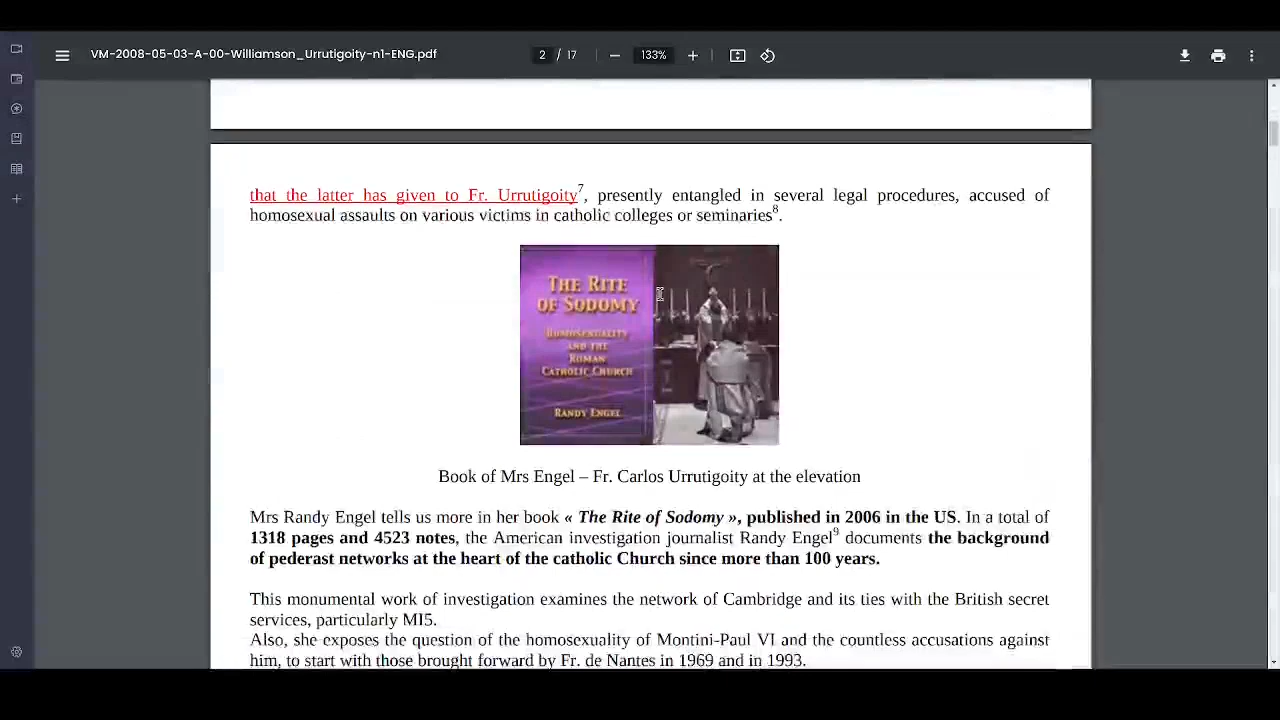 VM-2008-05-03-A-00-Williamson_Urrutigoity-n1-ENG.pdf
2 / 17
133%
that the latter has given to Fr. Urrutigoity7, presently entangled in several legal procedures, accused of
homosexual assaults on various victims in catholic colleges or seminaries8.
THE RITE
OF SODOMY
HOMOSEXUALITY
AND THE
ROMAN
CATHOLIC CHURCH
RANDY ENGEL
Book of Mrs Engel – Fr. Carlos Urrutigoity at the elevation
Mrs Randy Engel tells us more in her book « The Rite of Sodomy », published in 2006 in the US. In a total of
1318 pages and 4523 notes, the American investigation journalist Randy Engel9 documents the background
of pederast networks at the heart of the catholic Church since more than 100 years.
This monumental work of investigation examines the network of Cambridge and its ties with the British secret
services, particularly MI5.
Also, she exposes the question of the homosexuality of Montini-Paul VI and the countless accusations against
him, to start with those brought forward by Fr. de Nantes in 1969 and in 1993.